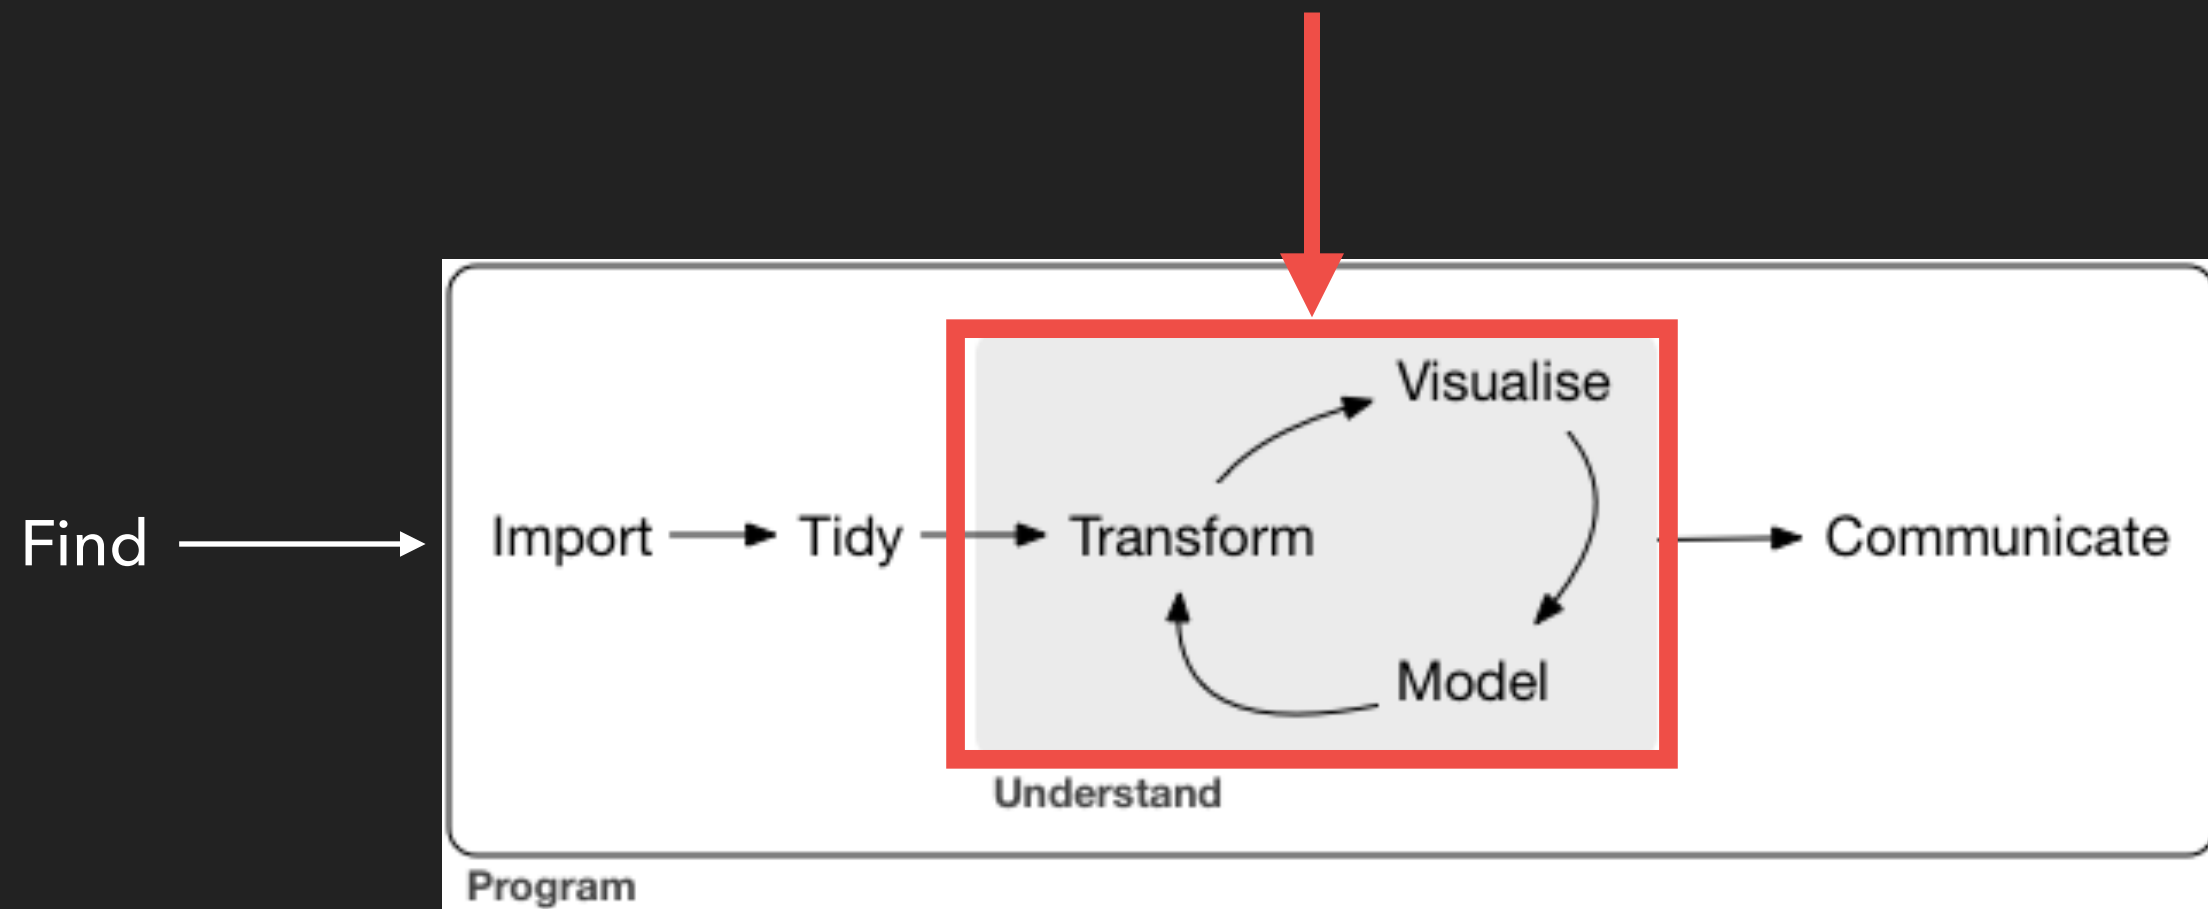 Visualise
Find
Import
Tidy
Transform
Communicate
Model
Understand
Program